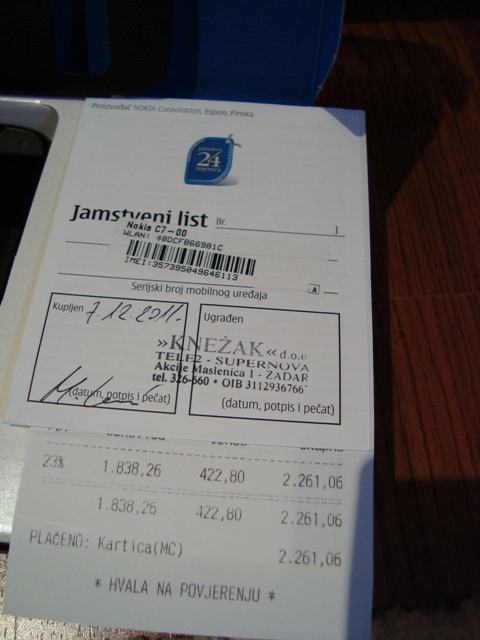 Proizvođač NOKIA Corporation, Espoo, Finska
24
Jamstveni list Br. 1
Nokia C7-00
WLAN: 48DCFB66981C
IMEI:357395049646113
A
Serijski broj mobilnog uređaja
Kupljen 7.12.2011.
Ugrađen
»KNEŽAK« d.o.o
TELE2 - SUPERNOVA
Akcije Maslenica 1 - ZADAR
tel. 326-660 • OIB 3112936766
(datum, potpis i pečat)
(datum, potpis i pečat)
23% 1.838,26 422,80 2.261,06
1.838,26 422,80 2.261,06
PLAĆENO: Kartica(MC) 2.261,06
* HVALA NA POVJERENJU *